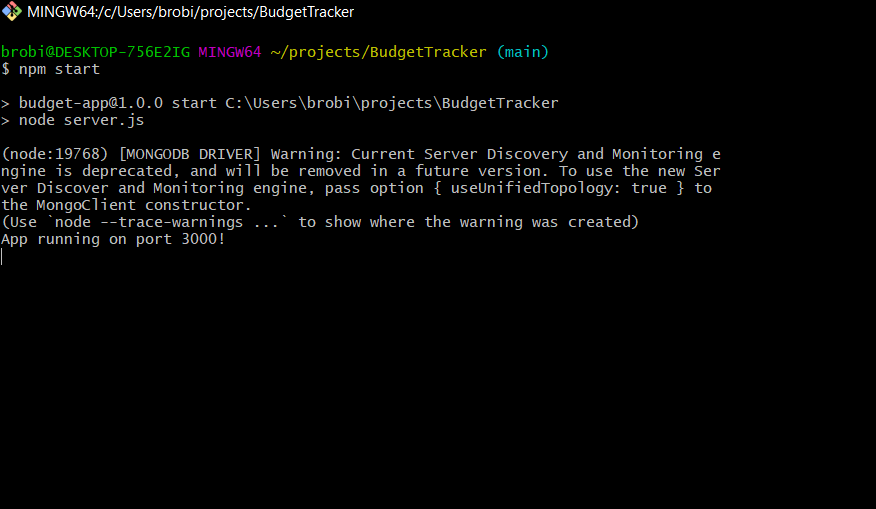 MINGW64:/c/Users/brobi/projects/BudgetTracker
brobi@DESKTOP-756E2IG MINGW64 ~/projects/BudgetTracker (main)
$ npm start
> budget-app@1.0.0 start C:\Users\brobi\projects\BudgetTracker
> node server.js
(node:19768) [MONGODB DRIVER] Warning: Current Server Discovery and Monitoring e
ngine is deprecated, and will be removed in a future version. To use the new Ser
ver Discover and Monitoring engine, pass option { useUnifiedTopology: true } to
the MongoClient constructor.
(Use `node --trace-warnings ...` to show where the warning was created)
App running on port 3000!